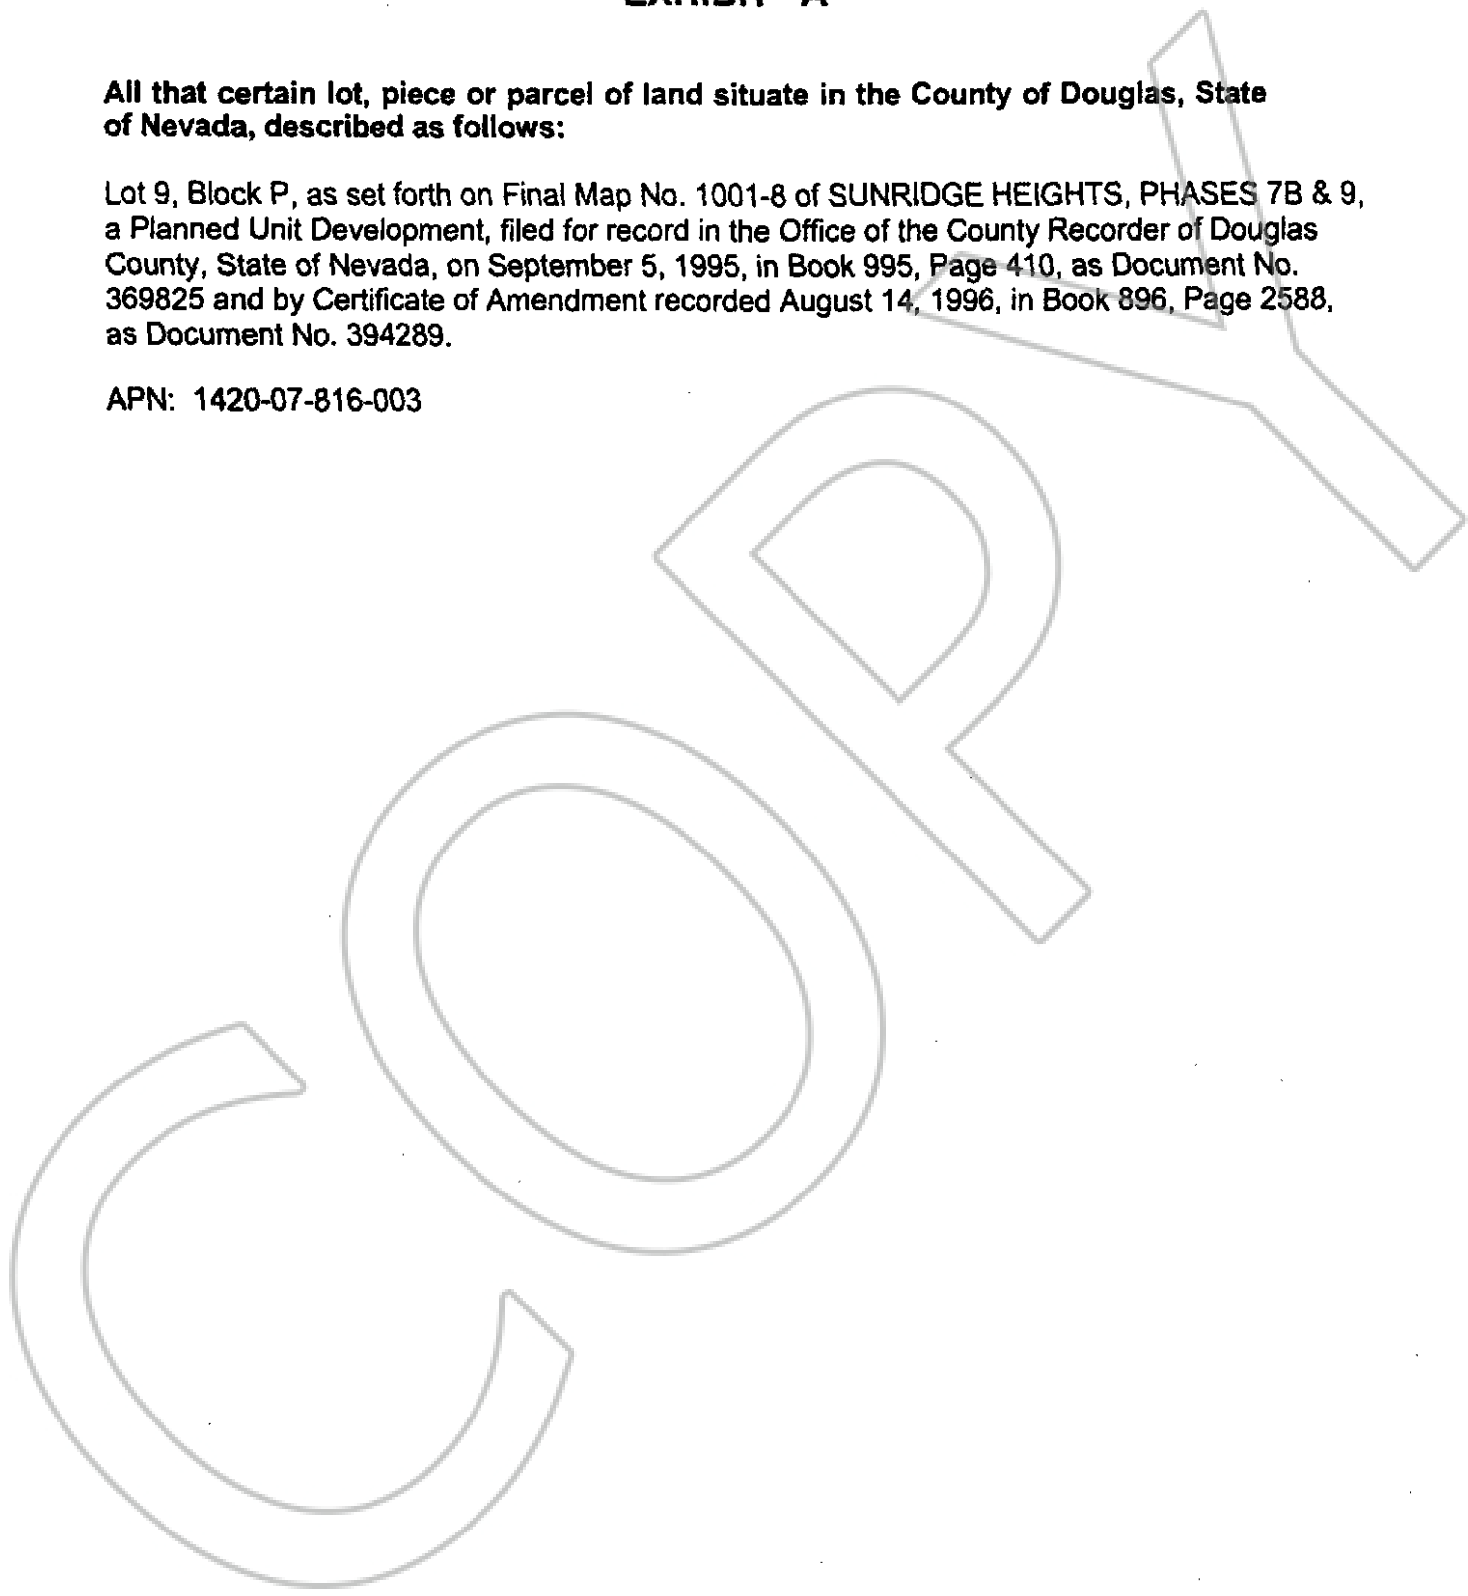 EXHIBIT "A"
All that certain lot, piece or parcel of land situate in the County of Douglas, State
of Nevada, described as follows:
Lot 9, Block P, as set forth on Final Map No. 1001-8 of SUNRIDGE HEIGHTS, PHASES 7B & 9,
a Planned Unit Development, filed for record in the Office of the County Recorder of Douglas
County, State of Nevada, on September 5, 1995, in Book 995, Page 410, as Document No.
369825 and by Certificate of Amendment recorded August 14, 1996, in Book 896, Page 2588,
as Document No. 394289.
APN: 1420-07-816-003
COPY